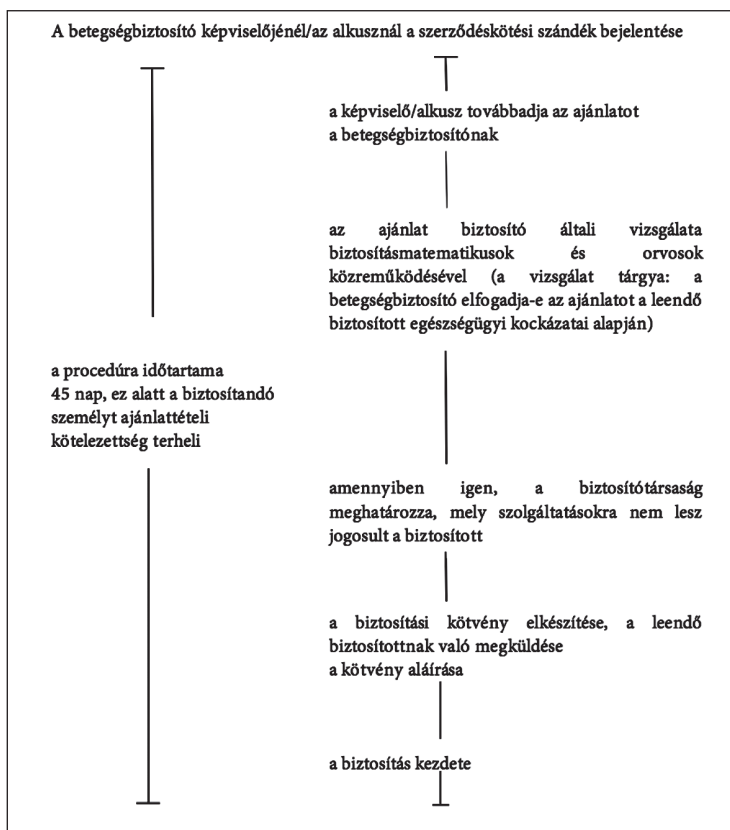 A betegségbiztosító képviselőjénél/az alkusznál a szerződéskötési szándék bejelentése
a képviselő/alkusz továbbadja az ajánlatot
a betegségbiztosítónak
az ajánlat biztosító általi vizsgálata
biztosításmatematikusok és orvosok
közreműködésével (a vizsgálat tárgya: a
betegségbiztosító elfogadja-e az ajánlatot a leendő
biztosított egészségügyi kockázatai alapján)
a procedúra időtartama
45 nap, ez alatt a biztosítandó
személyt ajánlattételi
kötelezettség terheli
amennyiben igen, a biztosítótársaság
meghatározza, mely szolgáltatásokra nem lesz
jogosult a biztosított
a biztosítási kötvény elkészítése, a leendő
biztosítottnak való megküldése
a kötvény aláírása
a biztosítás kezdete